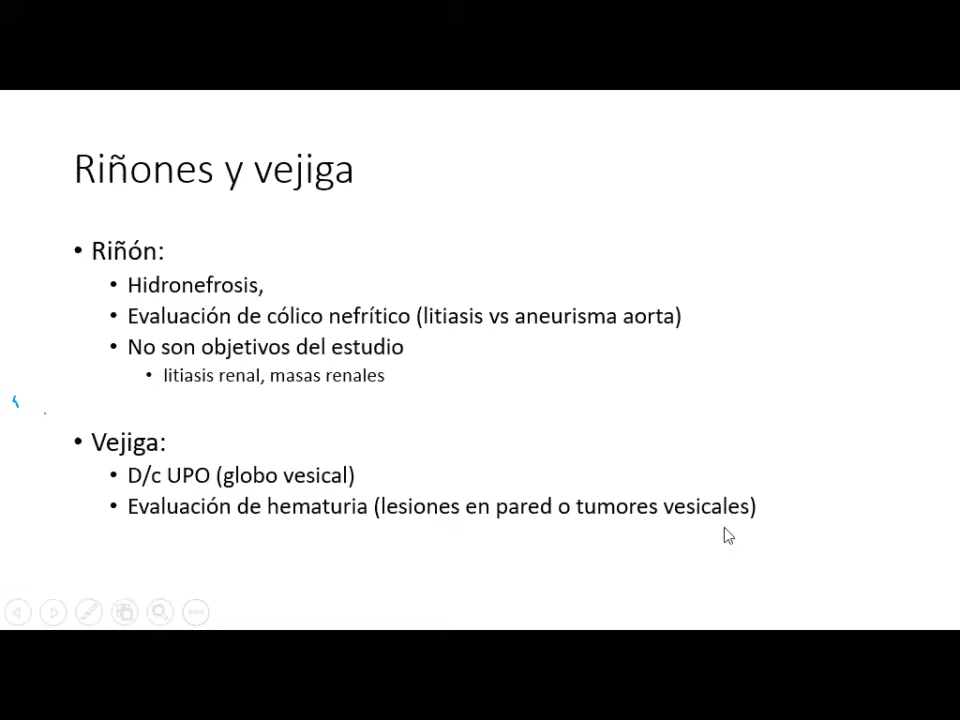 Riñones y vejiga
• Riñón:
• Hidronefrosis,
• Evaluación de cólico nefrítico (litiasis vs aneurisma aorta)
• No son objetivos del estudio
• litiasis renal, masas renales
• Vejiga:
• D/c UPO (globo vesical)
• Evaluación de hematuria (lesiones en pared o tumores vesicales)